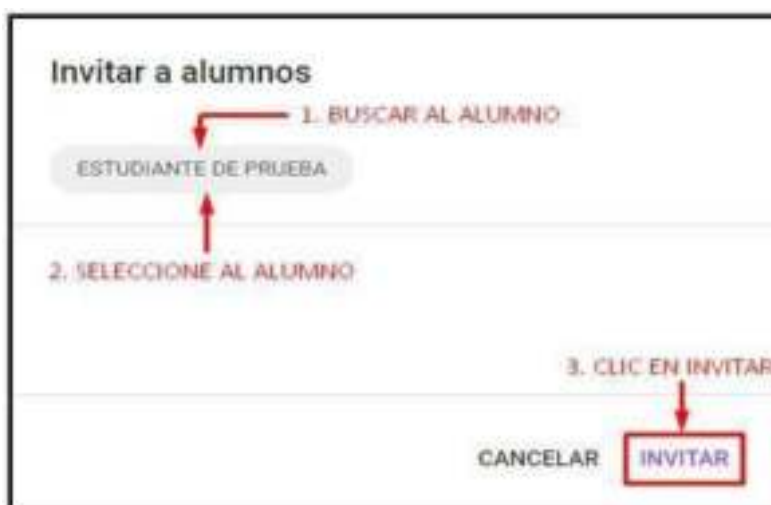 Invitar a alumnos
1. BUSCAR AL ALUMNO
ESTUDIANTE DE PRUEBA
2. SELECCIONE AL ALUMNO
3. CLIC EN INVITAR
CANCELAR INVITAR